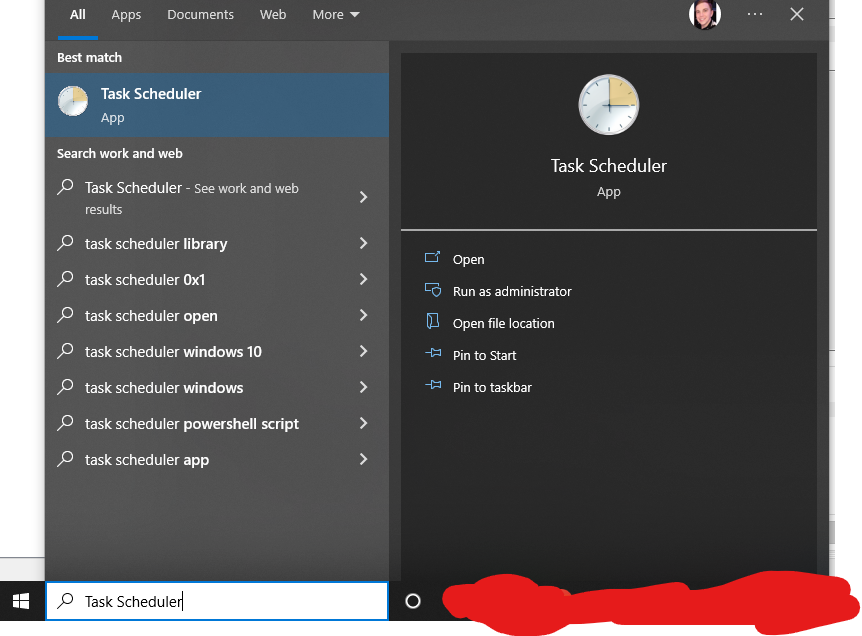 All Apps Documents Web More
Best match
Task Scheduler
App
Search work and web
Task Scheduler - See work and web
results
task scheduler library
task scheduler 0x1
task scheduler open
task scheduler windows 10
task scheduler windows
task scheduler powershell script
task scheduler app
Task Scheduler
App
Open
Run as administrator
Open file location
Pin to Start
Pin to taskbar
Task Scheduler